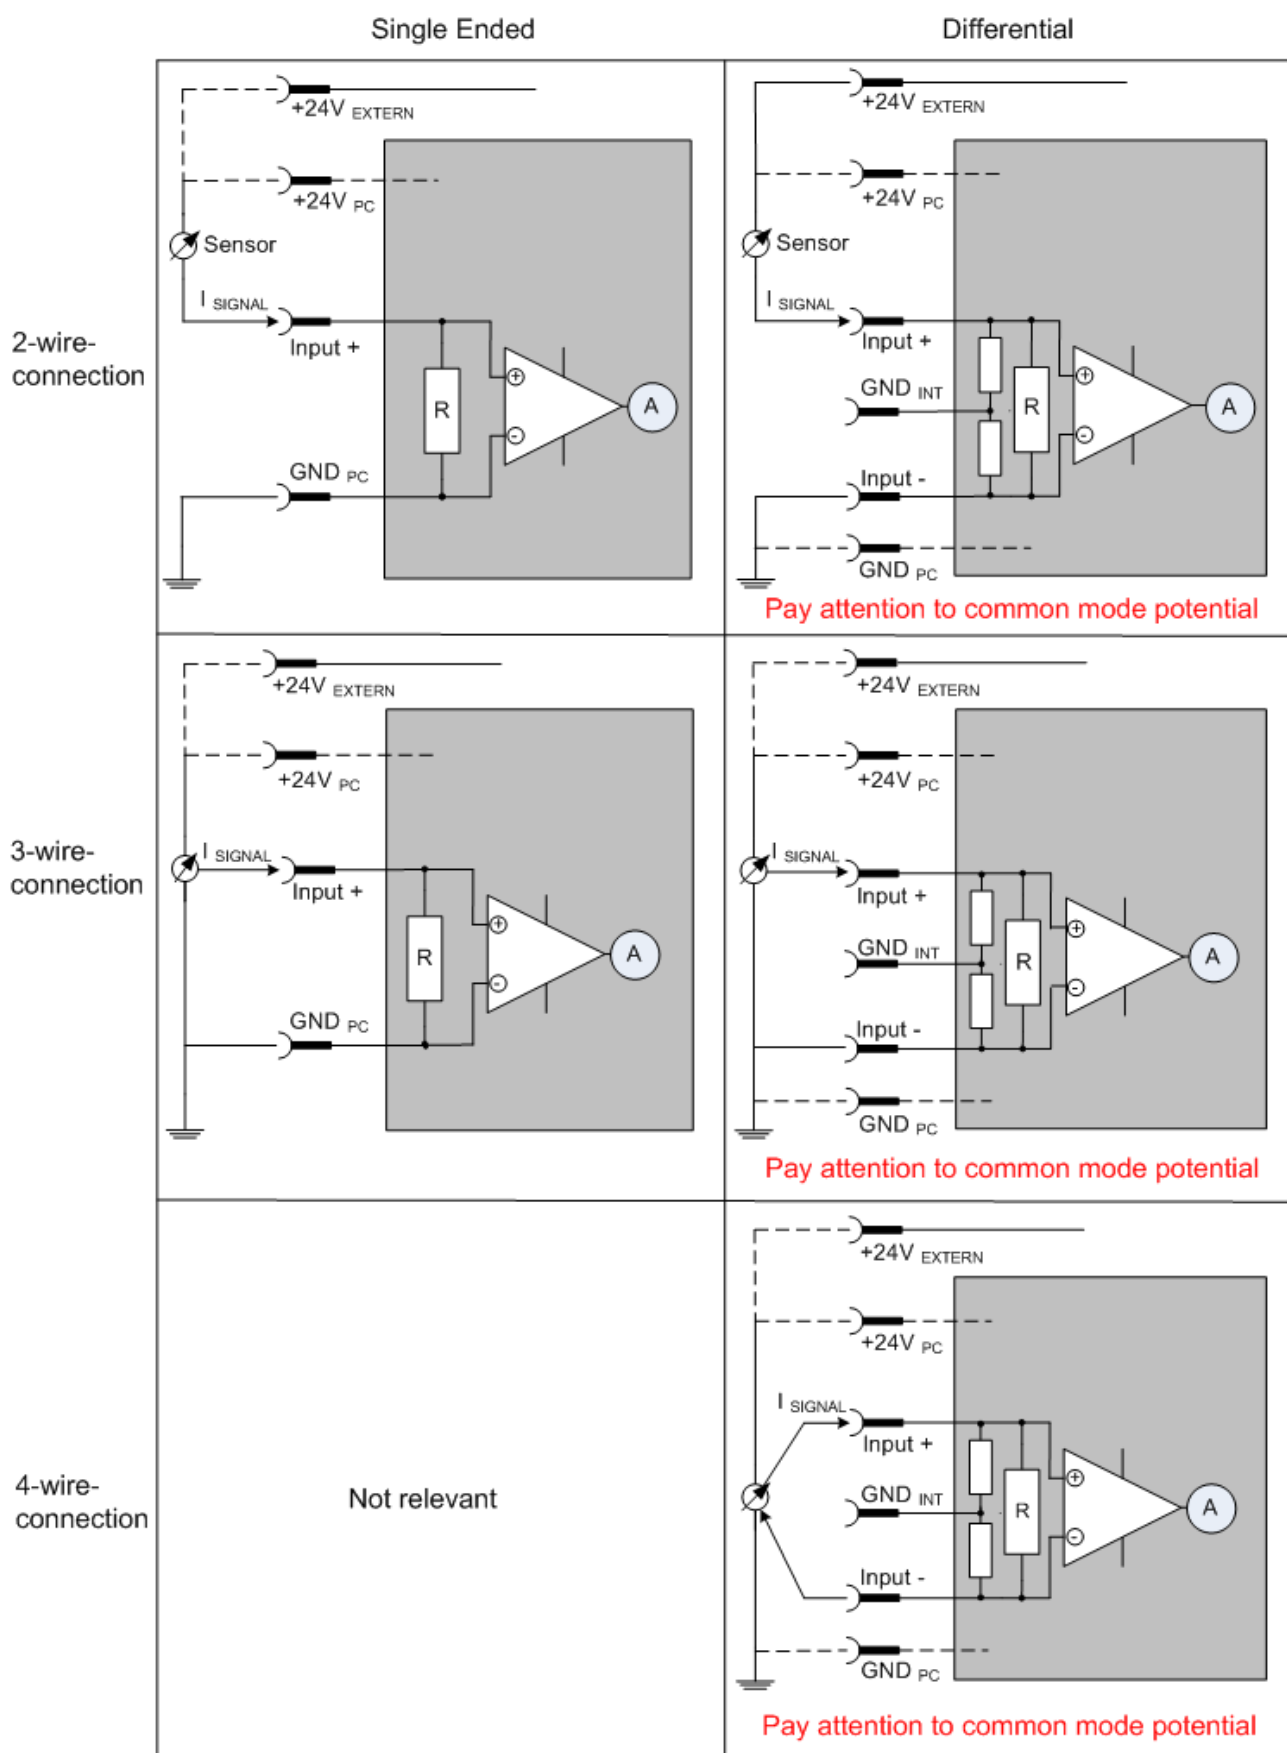 Single Ended
Differential
2-wire-
connection
+24V EXTERN
+24V PC
Sensor
I SIGNAL
Input +
R
+
-
A
GND PC
+24V EXTERN
+24V PC
Sensor
I SIGNAL
Input +
GND INT
R
+
-
A
Input -
GND PC
Pay attention to common mode potential
3-wire-
connection
+24V EXTERN
+24V PC
I SIGNAL
Input +
R
+
-
A
GND PC
+24V EXTERN
+24V PC
I SIGNAL
Input +
GND INT
R
+
-
A
Input -
GND PC
Pay attention to common mode potential
4-wire-
connection
Not relevant
+24V EXTERN
+24V PC
I SIGNAL
Input +
GND INT
R
+
-
A
Input -
GND PC
Pay attention to common mode potential